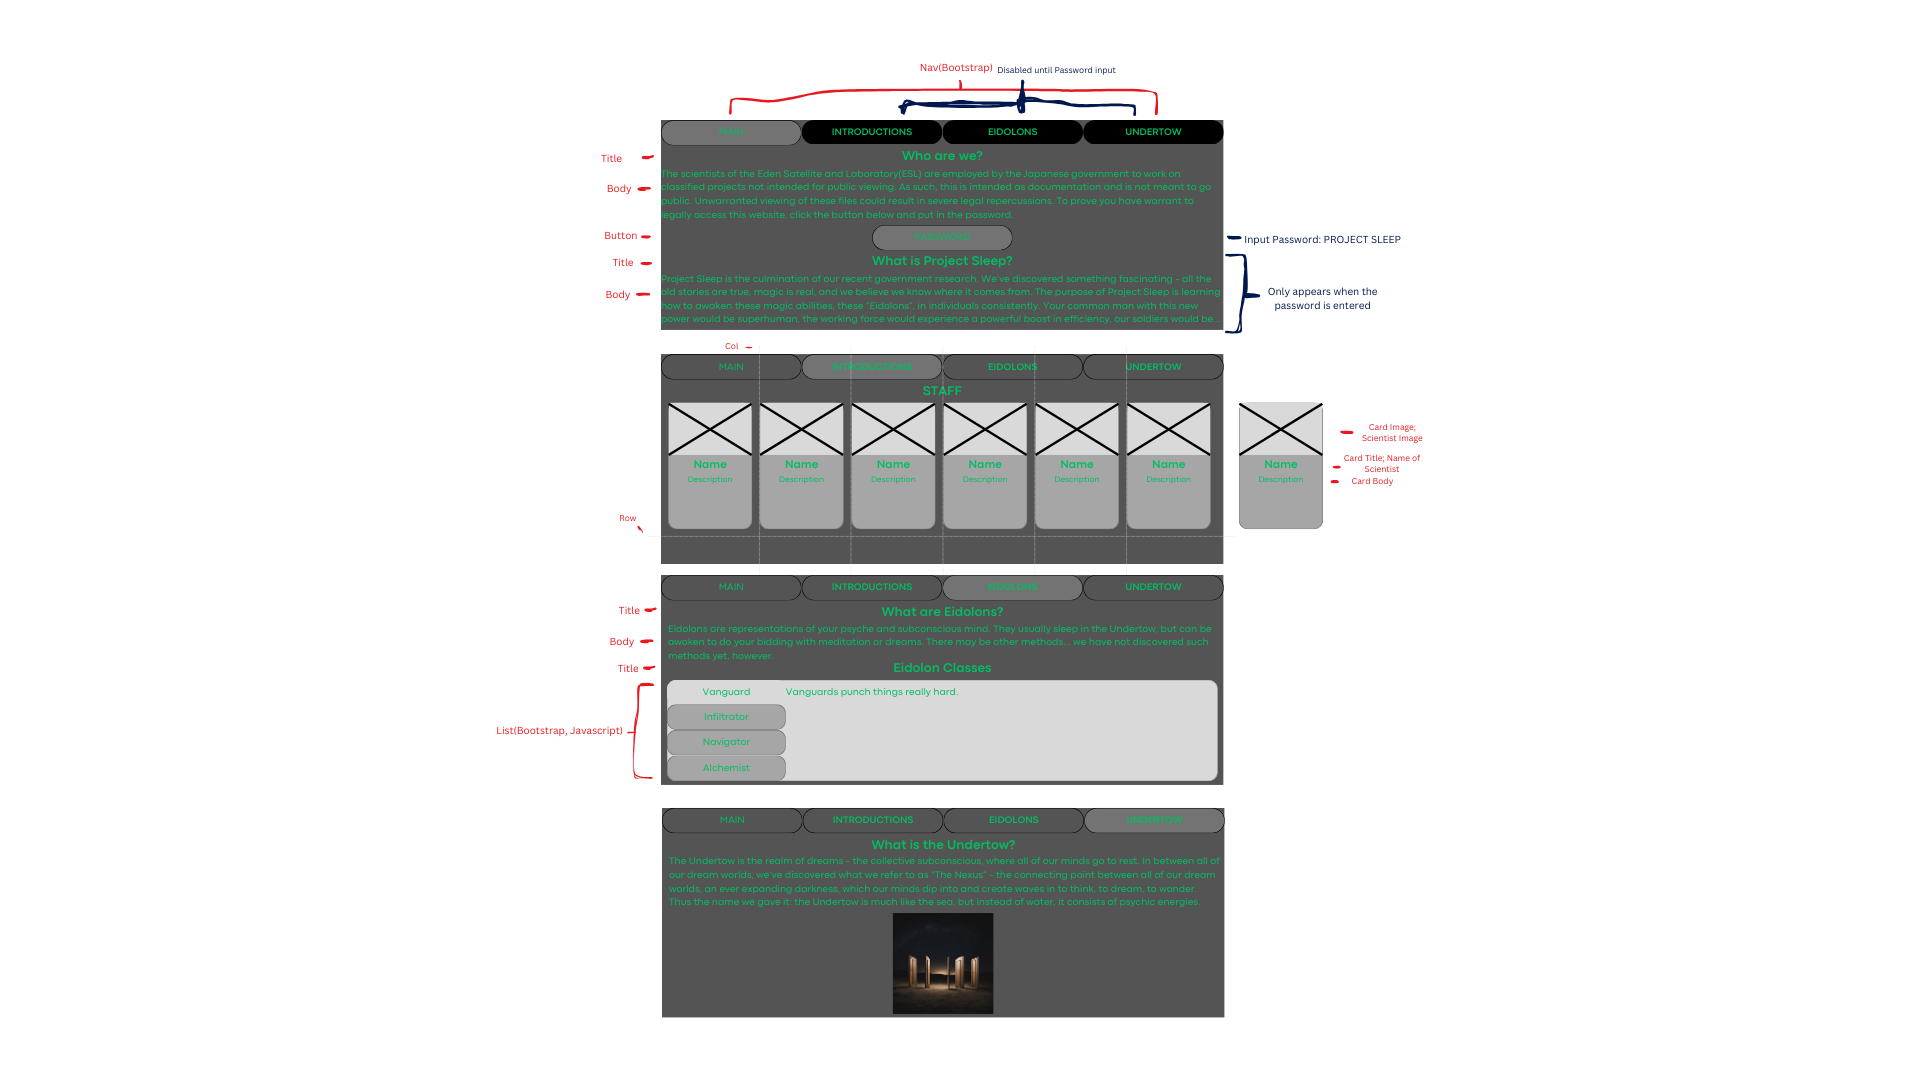 Nav(Bootstrap)
Disabled until Password input
MAIN
INTRODUCTIONS
EIDOLONS
UNDERTOW
Title
Who are we?
Body
The scientists of the Eden Satellite and Laboratory(ESL) are employed by the Japanese government to work on
classified projects not intended for public viewing. As such, this is intended as documentation and is not meant to go
public. Unwarranted viewing of these files could result in severe legal repercussions. To prove you have warrant to
legally access this website, click the button below and put in the password.
Button
Input Password: PROJECT SLEEP
Title
What is Project Sleep?
Body
Project Sleep is the culmination of our recent government research. We've discovered something fascinating - all the
old stories are true, magic is real, and we believe we know where it comes from. The purpose of Project Sleep is learning
how to awaken these magic abilities, these "Eidolons", in individuals consistently. Your common man with this new
power would be superhuman, the working force would experience a powerful boost in efficiency, our soldiers would be...
Only appears when the
password is entered
Col
MAIN
INTRODUCTIONS
EIDOLONS
UNDERTOW
STAFF
Name
Description
Name
Description
Name
Description
Name
Description
Name
Description
Name
Description
Name
Description
Card Image;
Scientist Image
Card Title; Name of
Scientist
Card Body
Row
MAIN
INTRODUCTIONS
EIDOLONS
UNDERTOW
Title
What are Eidolons?
Body
Eidolons are representations of your psyche and subconscious mind. They usually sleep in the Undertow, but can be
awoken to do your bidding with meditation or dreams. There may be other methods... we have not discovered such
methods yet, however.
Title
Eidolon Classes
List(Bootstrap, Javascript)
Vanguard
Vanguards punch things really hard.
Infiltrator
Navigator
Alchemist
MAIN
INTRODUCTIONS
EIDOLONS
UNDERTOW
What is the Undertow?
The Undertow is the realm of dreams - the collective subconscious, where all of our minds go to rest. In between all of
our dream worlds, we've discovered what we refer to as "The Nexus" - the connecting point between all of our dream
worlds, an ever expanding darkness, which our minds dip into and create waves in to think, to dream, to wonder.
Thus the name we gave it: the Undertow is much like the sea, but instead of water, it consists of psychic energies.